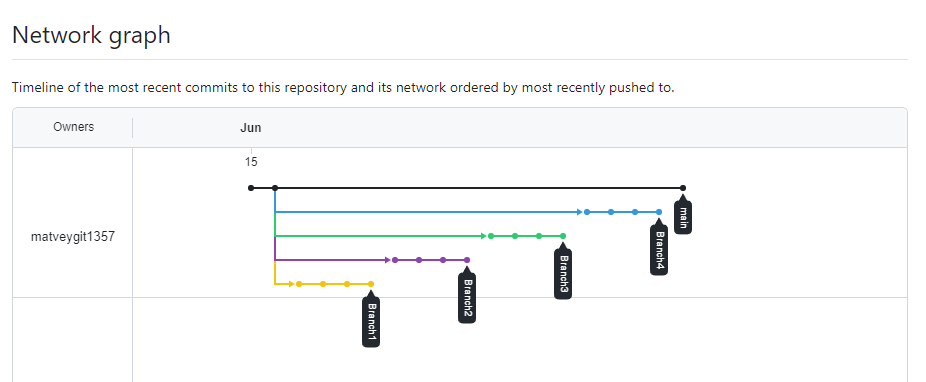 Network graph
Timeline of the most recent commits to this repository and its network ordered by most recently pushed to.
Owners
Jun
15
matveygit1357
main
Branch4
Branch3
Branch2
Branch1